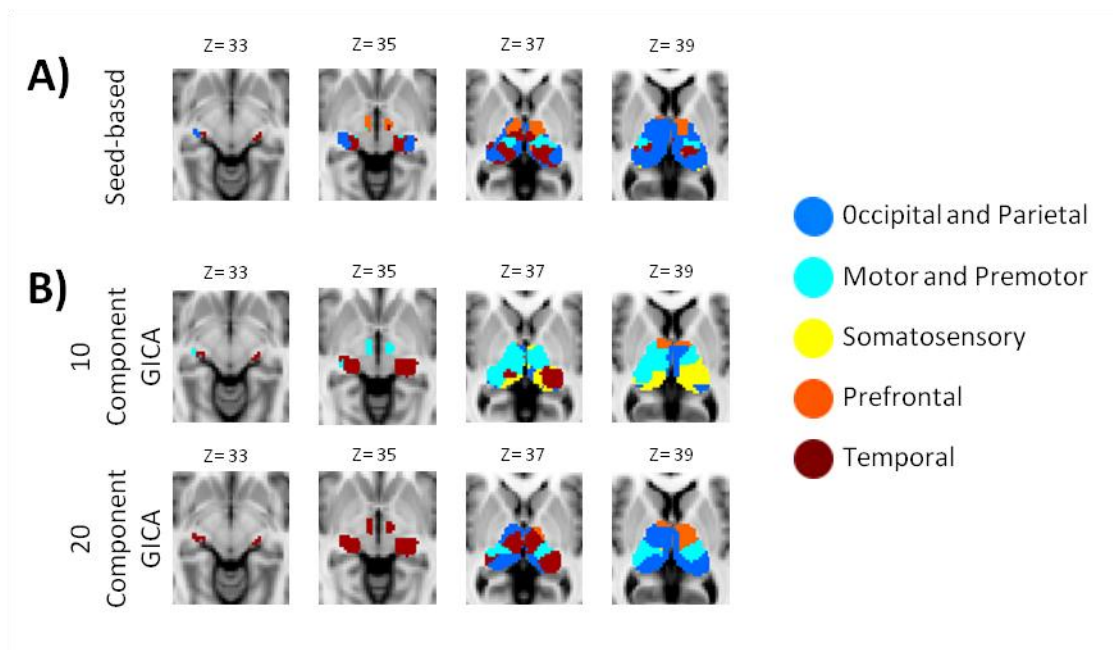 A)
Seed-based
Z= 33
Z= 35
Z= 37
Z= 39
B)
10
Component
GICA
Z= 33
Z= 35
Z= 37
Z= 39
20
Component
GICA
Z= 33
Z= 35
Z= 37
Z= 39
0ccipital and Parietal
Motor and Premotor
Somatosensory
Prefrontal
Temporal